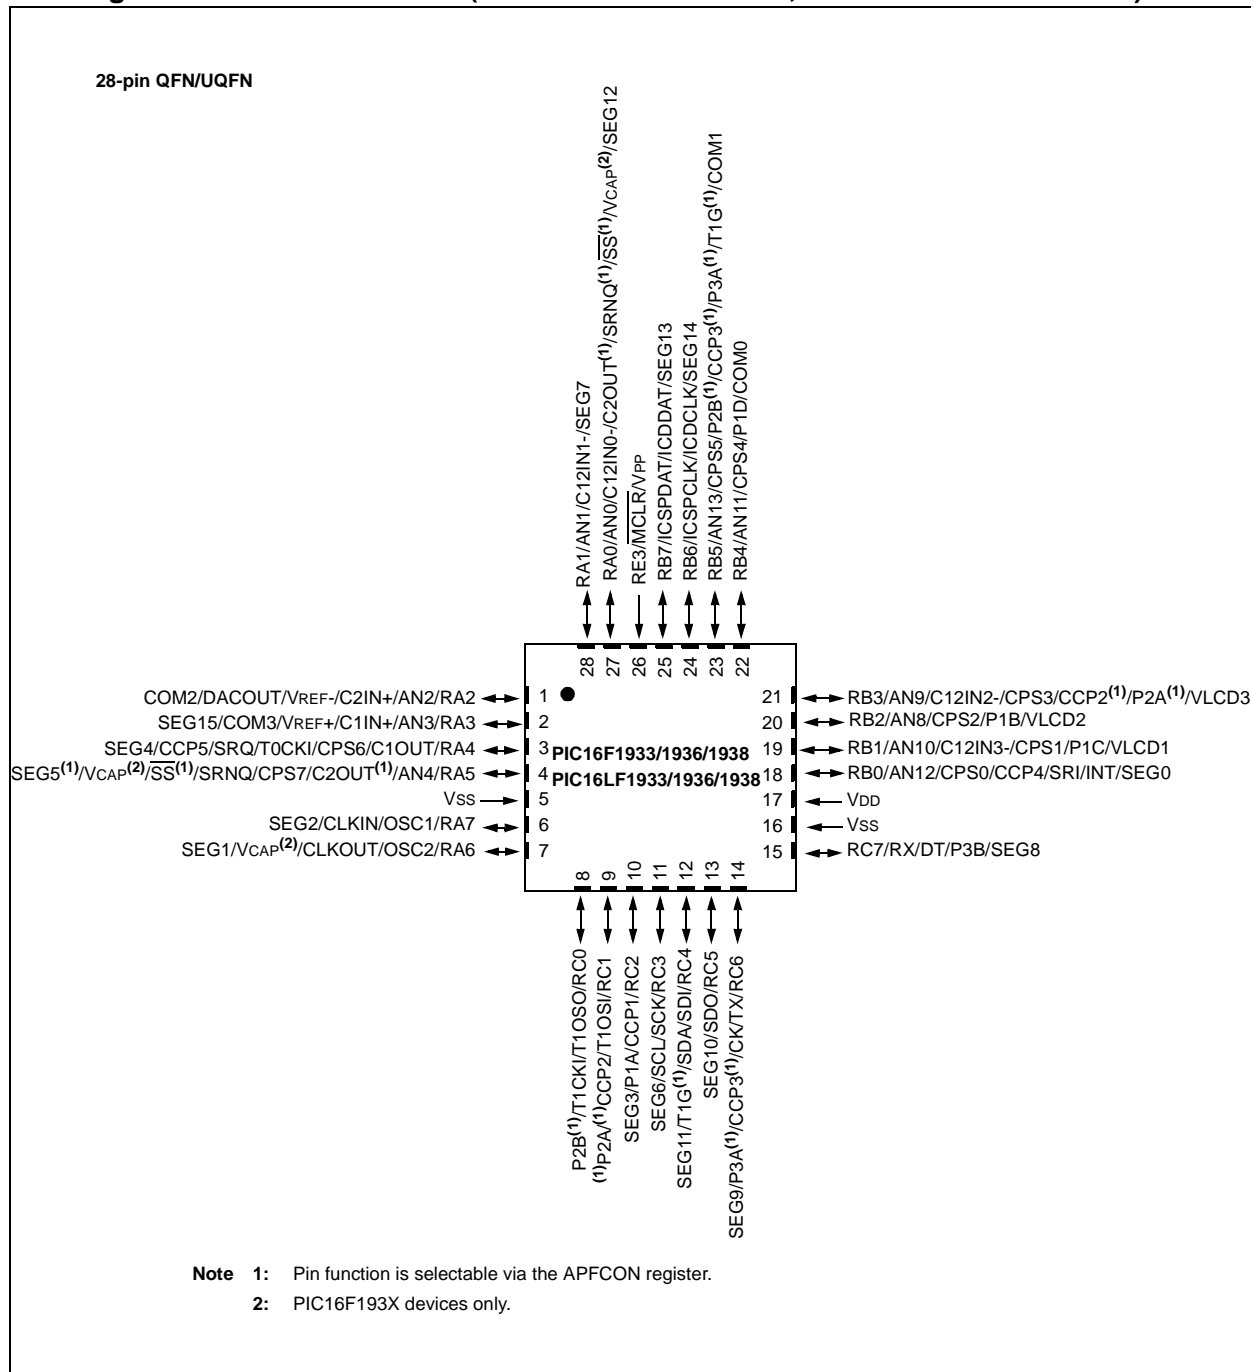 28-pin QFN/UQFN
RA1/AN1/C12IN1-/SEG7
RA0/AN0/C12IN0-/C2OUT(1)/SRNQ(1)/SS(1)/VCAP(2)/SEG12
RE3/MCLR/VPP
RB7/ICSPDAT/ICDDAT/SEG13
RB6/ICSPCLK/ICDCLK/SEG14
RB5/AN13/CPS5/P2B(1)/CCP3(1)/P3A(1)/T1G(1)/COM1
RB4/AN11/CPS4/P1D/COM0
28 27 26 25 24 23 22
COM2/DACOUT/VREF-/C2IN+/AN2/RA2 1
SEG15/COM3/VREF+/C1IN+/AN3/RA3 2
SEG4/CCP5/SRQ/T0CKI/CPS6/C1OUT/RA4 3
SEG5(1)/VCAP(2)/SS(1)/SRNQ/CPS7/C2OUT(1)/AN4/RA5 4
VSS 5
SEG2/CLKIN/OSC1/RA7 6
SEG1/VCAP(2)/CLKOUT/OSC2/RA6 7
PIC16F1933/1936/1938
PIC16LF1933/1936/1938
21 RB3/AN9/C12IN2-/CPS3/CCP2(1)/P2A(1)/VLCD3
20 RB2/AN8/CPS2/P1B/VLCD2
19 RB1/AN10/C12IN3-/CPS1/P1C/VLCD1
18 RB0/AN12/CPS0/CCP4/SRI/INT/SEG0
17 VDD
16 VSS
15 RC7/RX/DT/P3B/SEG8
8 9 10 11 12 13 14
P2B(1)/T1CKI/T1OSO/RC0
(1)P2A/(1)CCP2/T1OSI/RC1
SEG3/P1A/CCP1/RC2
SEG6/SCL/SCK/RC3
SEG11/T1G(1)/SDA/SDI/RC4
SEG10/SDO/RC5
SEG9/P3A(1)/CCP3(1)/CK/TX/RC6
Note 1: Pin function is selectable via the APFCON register.
2: PIC16F193X devices only.